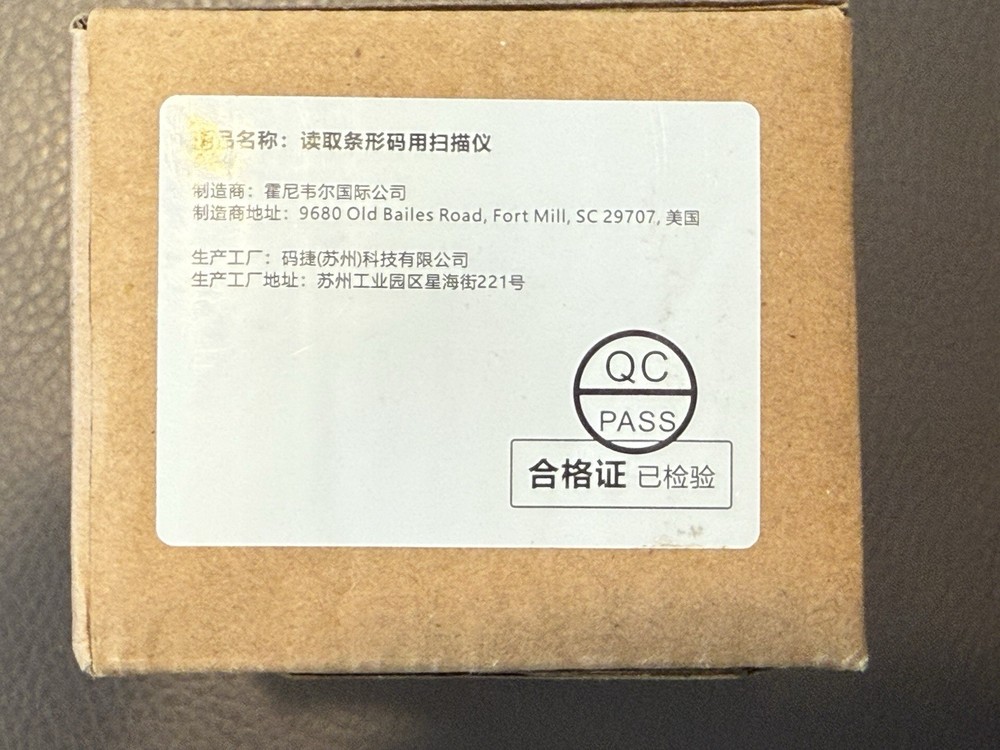 品名称：读取条形码用扫描仪
制造商：霍尼韦尔国际公司
制造商地址：9680 Old Bailes Road, Fort Mill, SC 29707, 美国
生产工厂：码捷(苏州)科技有限公司
生产工厂地址：苏州工业园区星海街221号
QC
PASS
合格证 已检验